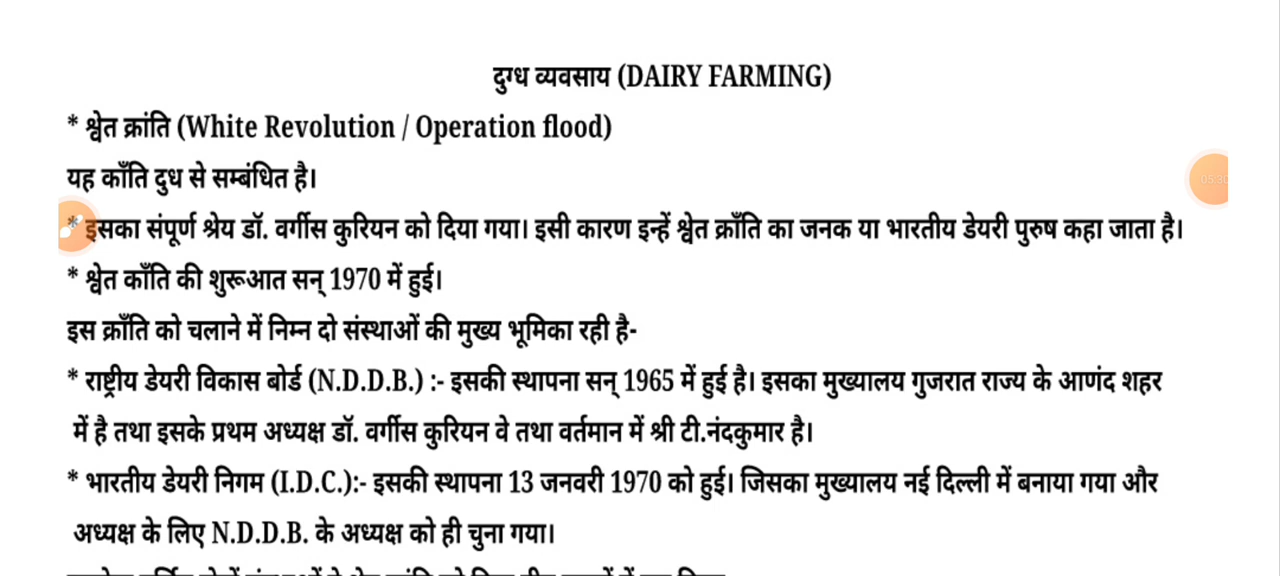 दुग्ध व्यवसाय (DAIRY FARMING)
* श्वेत क्रांति (White Revolution / Operation flood)
यह काँति दुध से सम्बंधित है।
05:30
* इसका संपूर्ण श्रेय डॉ. वर्गीस कुरियन को दिया गया। इसी कारण इन्हें श्वेत क्राँति का जनक या भारतीय डेयरी पुरुष कहा जाता है।
* श्वेत काँति की शुरूआत सन् 1970 में हुई।
इस क्राँति को चलाने में निम्न दो संस्थाओं की मुख्य भूमिका रही है-
* राष्ट्रीय डेयरी विकास बोर्ड (N.D.D.B.) :- इसकी स्थापना सन् 1965 में हुई है। इसका मुख्यालय गुजरात राज्य के आणंद शहर
में है तथा इसके प्रथम अध्यक्ष डॉ. वर्गीस कुरियन वे तथा वर्तमान में श्री टी.नंदकुमार है।
* भारतीय डेयरी निगम (I.D.C.):- इसकी स्थापना 13 जनवरी 1970 को हुई। जिसका मुख्यालय नई दिल्ली में बनाया गया और
अध्यक्ष के लिए N.D.D.B. के अध्यक्ष को ही चुना गया।